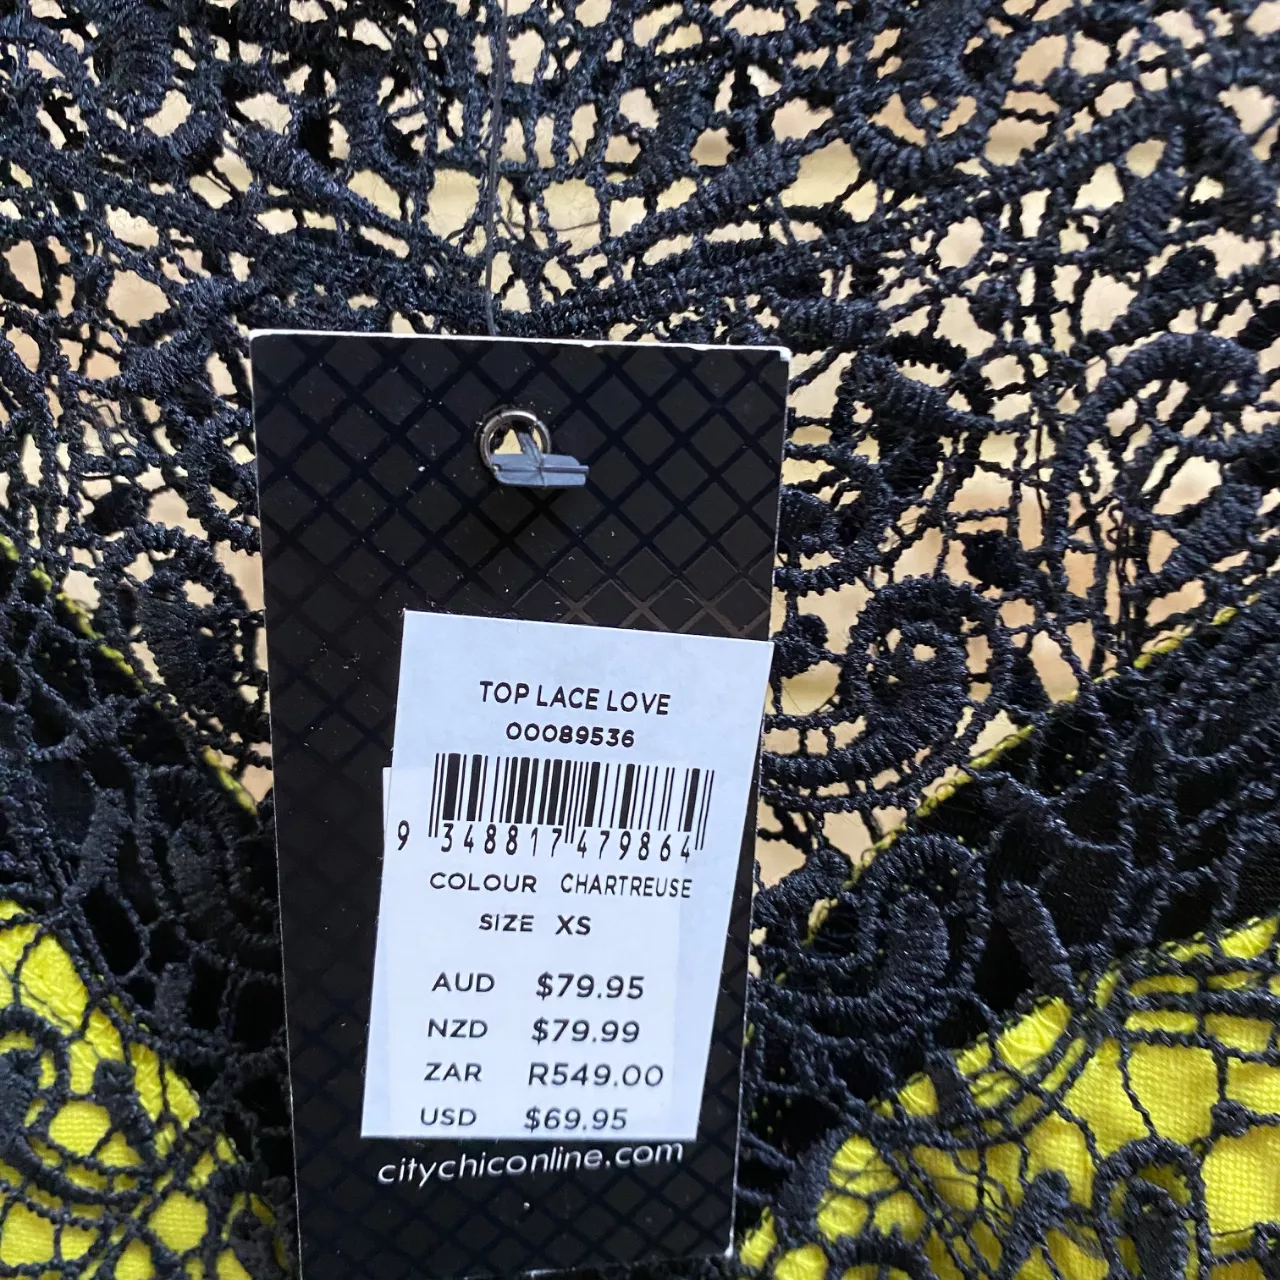 TOP LACE LOVE
00089536
9 348817 479864
COLOUR CHARTREUSE
SIZE XS
AUD $79.95
NZD $79.99
ZAR R549.00
USD $69.95
citychiconline.com